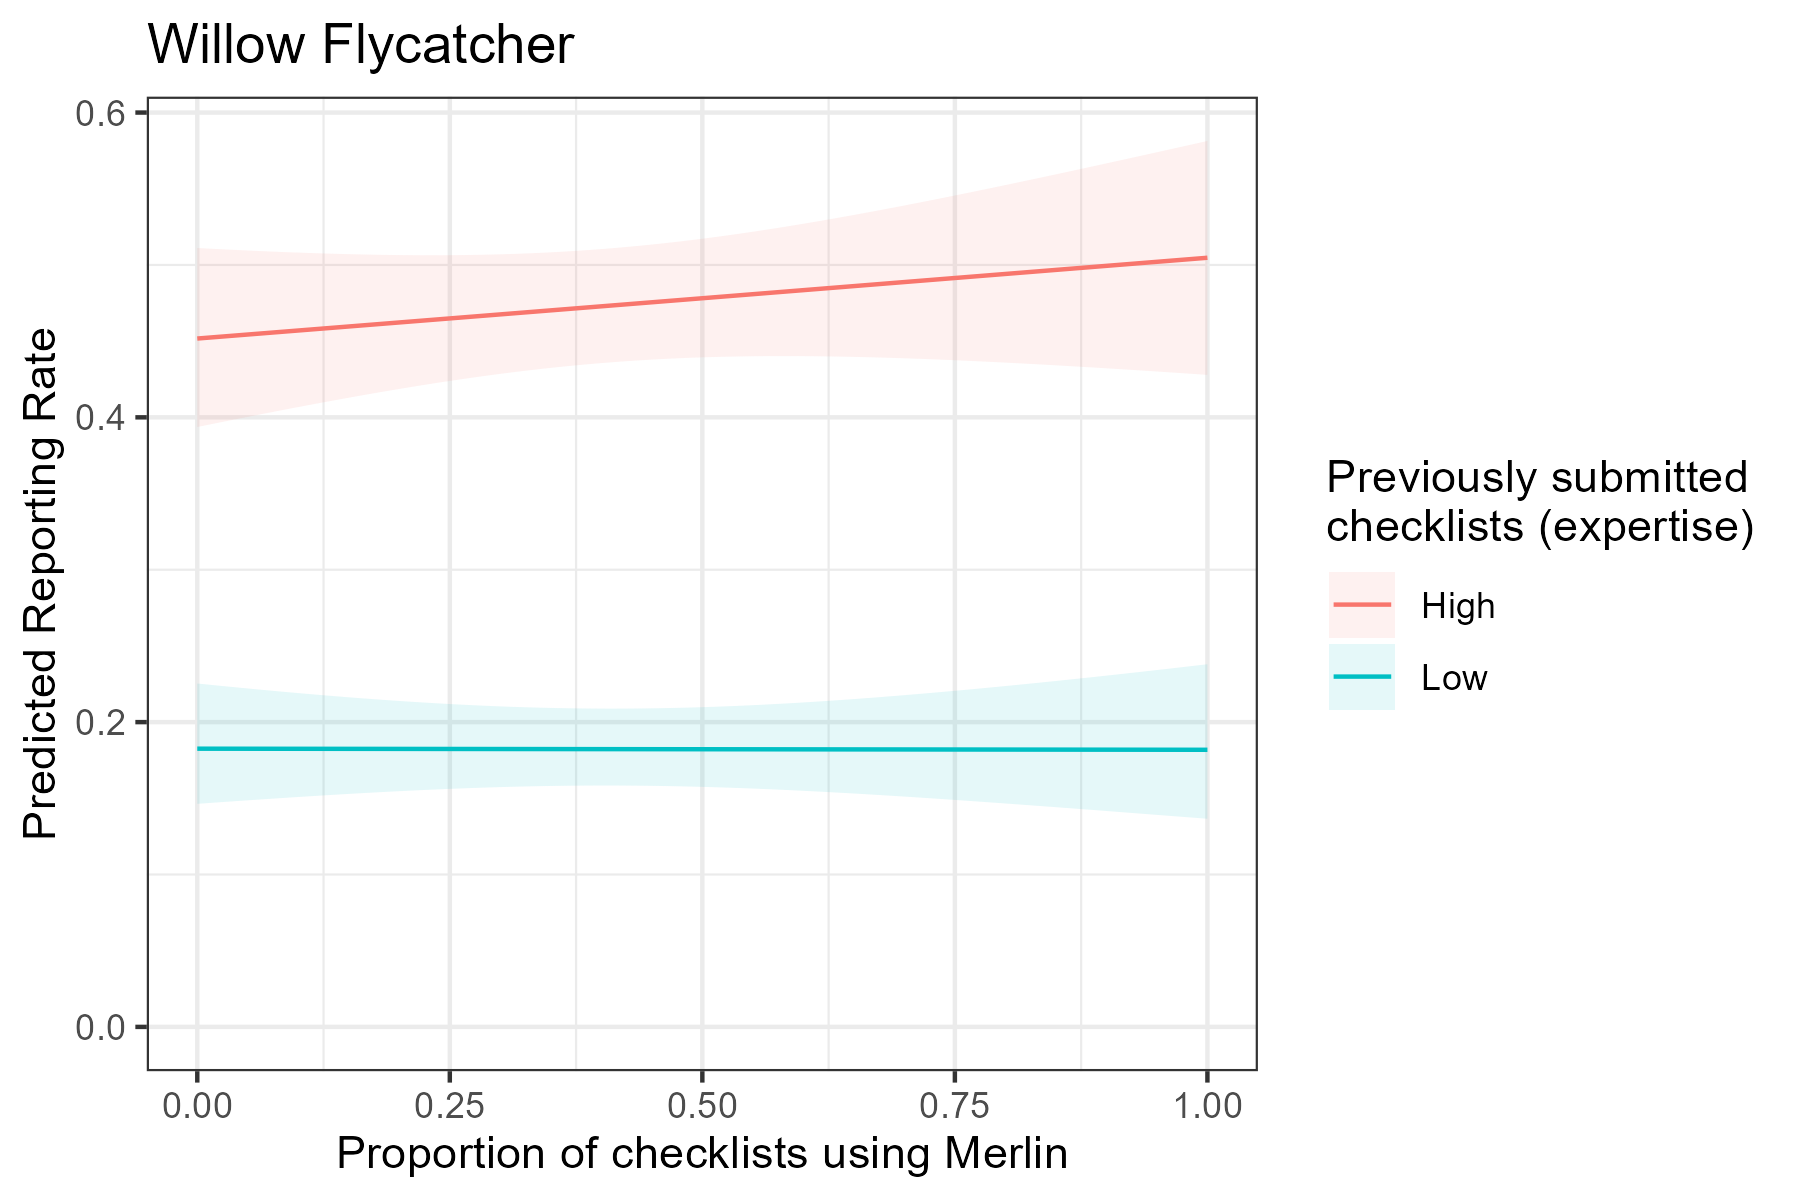 Willow Flycatcher
0.6
0.4
0.2
0.0
Predicted Reporting Rate
0.00 0.25 0.50 0.75 1.00
Proportion of checklists using Merlin
Previously submitted
checklists (expertise)
High
Low